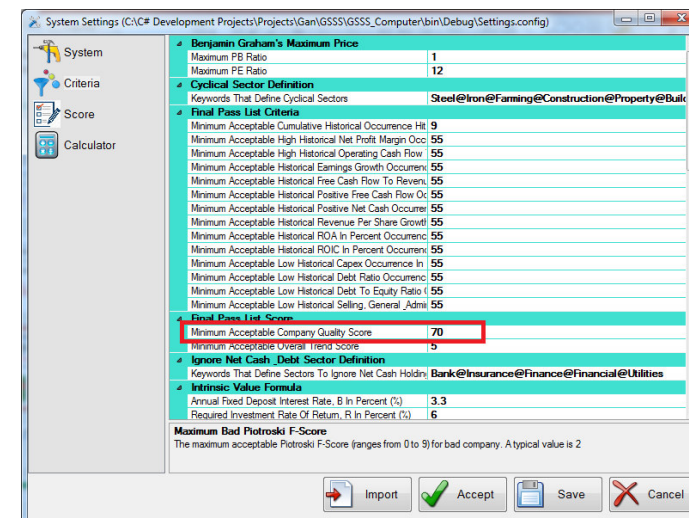 System Settings (C:\C# Development Projects\Projects\Gan\GSSS\GSSS_Computer\bin\Debug\Settings.config)
System
Criteria
Score
Calculator
Benjamin Graham's Maximum Price
Maximum PB Ratio 1
Maximum PE Ratio 12
Cyclical Sector Definition
Keywords That Define Cyclical Sectors Steel@Iron@Farming@Construction@Property@Build
Final Pass List Criteria
Minimum Acceptable Cumulative Historical Occurrence Hit 9
Minimum Acceptable High Historical Net Profit Margin Occ 55
Minimum Acceptable High Historical Operating Cash Flow 55
Minimum Acceptable Historical Earnings Growth Occurrenc 55
Minimum Acceptable Historical Free Cash Flow To Revenu 55
Minimum Acceptable Historical Positive Free Cash Flow Oc 55
Minimum Acceptable Historical Positive Net Cash Occurren 55
Minimum Acceptable Historical Revenue Per Share Growth 55
Minimum Acceptable Historical ROA In Percent Occurrenc 55
Minimum Acceptable Historical ROIC In Percent Occurrenc 55
Minimum Acceptable Low Historical Capex Occurrence In 55
Minimum Acceptable Low Historical Debt Ratio Occurrenc 55
Minimum Acceptable Low Historical Debt To Equity Ratio ( 55
Minimum Acceptable Low Historical Selling, General _Admi 55
Final Pass List Score
Minimum Acceptable Company Quality Score 70
Minimum Acceptable Overall Trend Score 5
Ignore Net Cash _Debt Sector Definition
Keywords That Define Sectors To Ignore Net Cash Holding Bank@Insurance@Finance@Financial@Utilities
Intrinsic Value Formula
Annual Fixed Deposit Interest Rate, B In Percent (%) 3.3
Required Investment Rate Of Return, R In Percent (%) 6
Maximum Bad Piotroski F-Score
The maximum acceptable Piotroski F-Score (ranges from 0 to 9) for bad company. A typical value is 2
Import
Accept
Save
Cancel